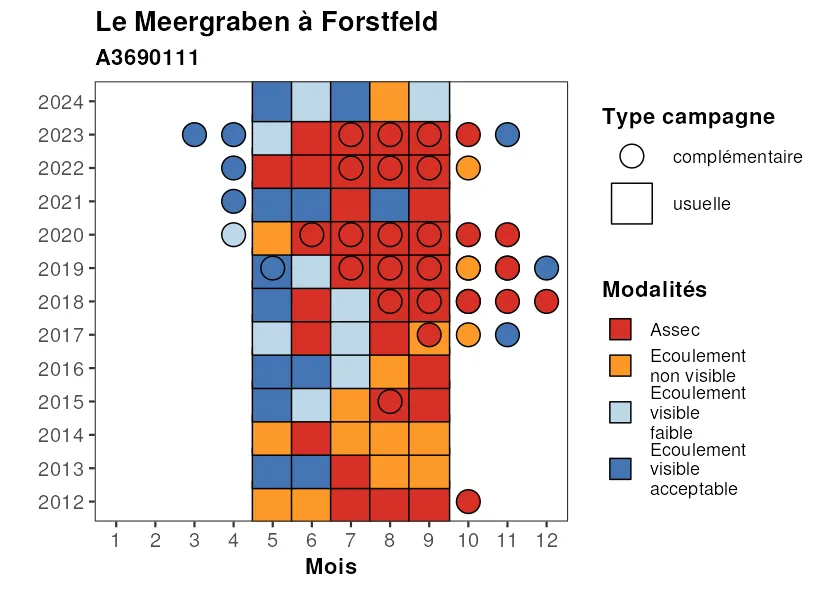 Le Meergraben à Forstfeld
A3690111
2024
2023
2022
2021
2020
2019
2018
2017
2016
2015
2014
2013
2012
1 2 3 4 5 6 7 8 9 10 11 12
Mois
Type campagne
complémentaire
usuelle
Modalités
Assec
Ecoulement
non visible
Ecoulement
visible
faible
Ecoulement
visible
acceptable